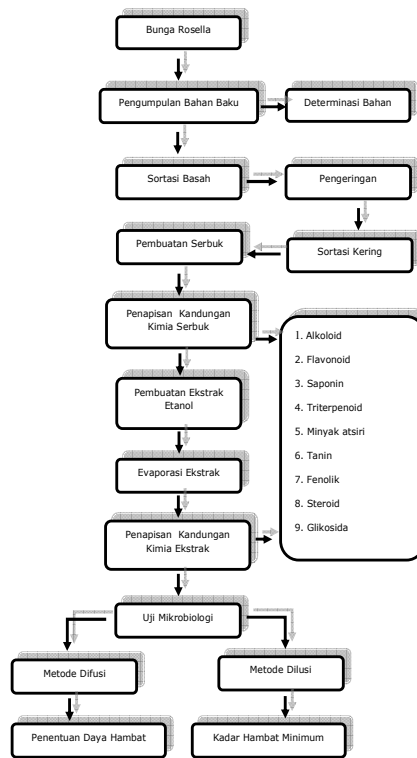 Bunga Rosella
Pengumpulan Bahan Baku
Determinasi Bahan
Sortasi Basah
Pengeringan
Pembuatan Serbuk
Sortasi Kering
Penapisan Kandungan
Kimia Serbuk
1. Alkoloid
2. Flavonoid
3. Saponin
4. Triterpenoid
5. Minyak atsiri
6. Tanin
7. Fenolik
8. Steroid
9. Glikosida
Pembuatan Ekstrak
Etanol
Evaporasi Ekstrak
Penapisan Kandungan
Kimia Ekstrak
Uji Mikrobiologi
Metode Difusi
Metode Dilusi
Penentuan Daya Hambat
Kadar Hambat Minimum